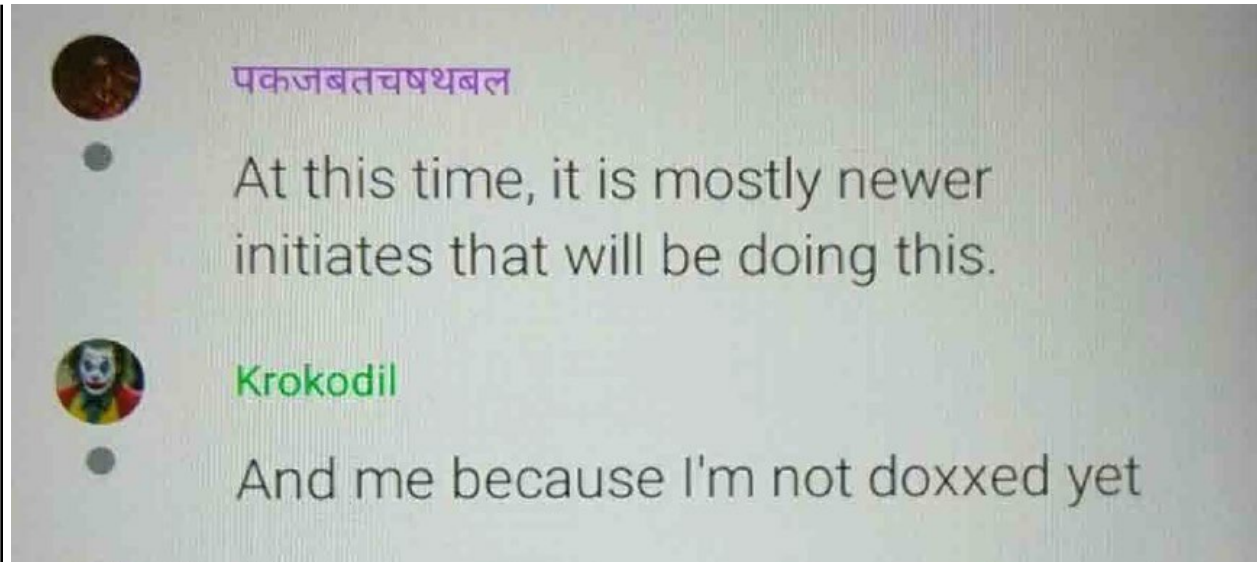 पकजबतचषथबल
At this time, it is mostly newer
initiates that will be doing this.
Krokodil
And me because I'm not doxxed yet